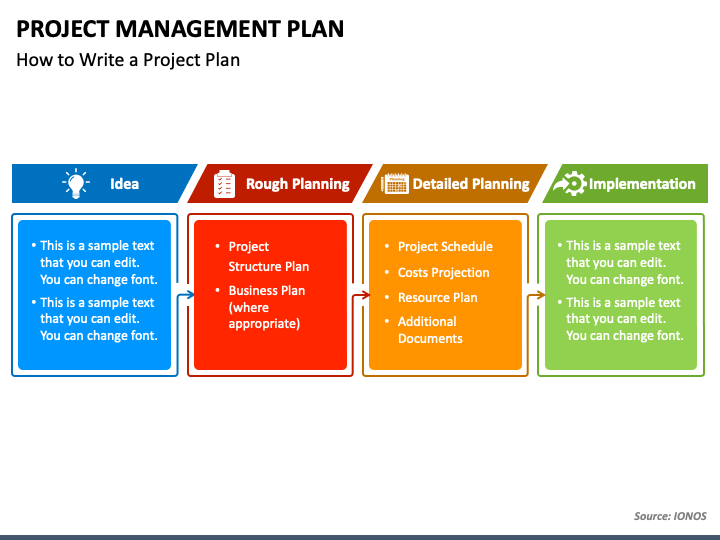 PROJECT MANAGEMENT PLAN
How to Write a Project Plan
Idea
Rough Planning
Detailed Planning
Implementation
• This is a sample text
that you can edit.
You can change font.
• This is a sample text
that you can edit.
You can change font.
• Project
Structure Plan
• Business Plan
(where
appropriate)
• Project Schedule
• Costs Projection
• Resource Plan
• Additional
Documents
• This is a sample text
that you can edit.
You can change font.
• This is a sample text
that you can edit.
You can change font.
Source: IONOS